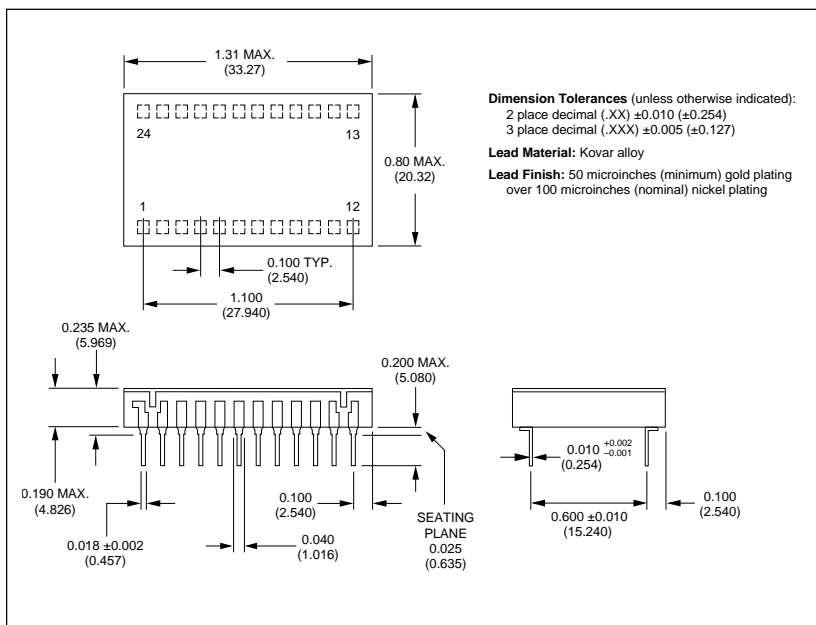 1.31 MAX.
(33.27)
24
13
1
12
0.80 MAX.
(20.32)
0.100 TYP.
(2.540)
1.100
(27.940)
Dimension Tolerances (unless otherwise indicated):
2 place decimal (.XX) ±0.010 (±0.254)
3 place decimal (.XXX) ±0.005 (±0.127)
Lead Material: Kovar alloy
Lead Finish: 50 microinches (minimum) gold plating
over 100 microinches (nominal) nickel plating
0.235 MAX.
(5.969)
0.200 MAX.
(5.080)
0.190 MAX.
(4.826)
0.018 ±0.002
(0.457)
0.100
(2.540)
0.040
(1.016)
SEATING
PLANE
0.025
(0.635)
0.010 +0.002 −0.001
(0.254)
0.600 ±0.010
(15.240)
0.100
(2.540)